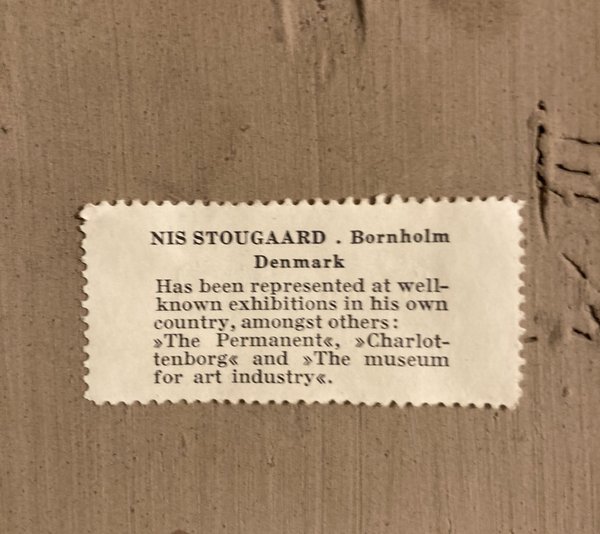 NIS STOUGAARD . Bornholm
Denmark
Has been represented at well-
known exhibitions in his own
country, amongst others:
»The Permanent«, »Charlot-
tenborg« and »The museum
for art industry«.